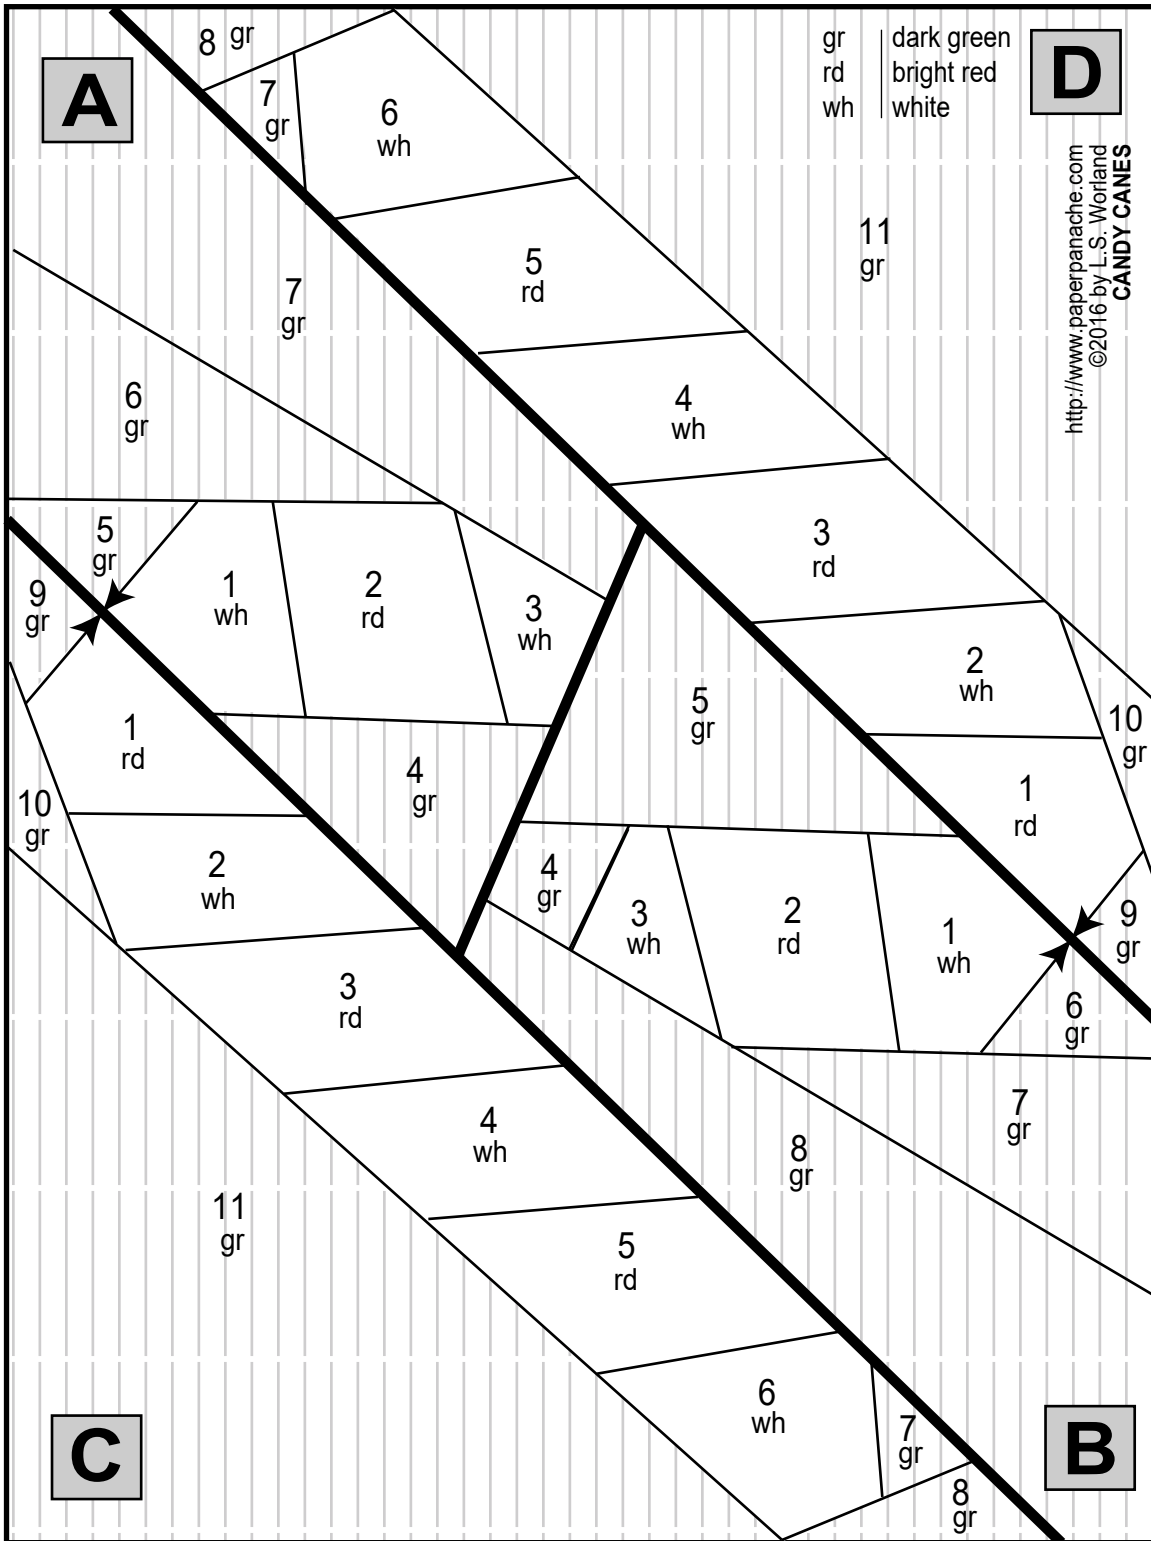 8 gr
gr dark green
rd bright red
wh white
D
A
7
gr
6
wh
http://www.paperpanache.com
©2016 by L.S. Worland
CANDY CANES
11
gr
5
rd
7
gr
6
gr
4
wh
3
rd
5
gr
9
gr
1
wh
2
rd
3
wh
2
wh
5
gr
10
gr
1
rd
4
gr
1
rd
10
gr
2
wh
4
gr
3
wh
2
rd
1
wh
9
gr
3
rd
6
gr
7
gr
4
wh
8
gr
11
gr
5
rd
6
wh
7
gr
C
B
8
gr